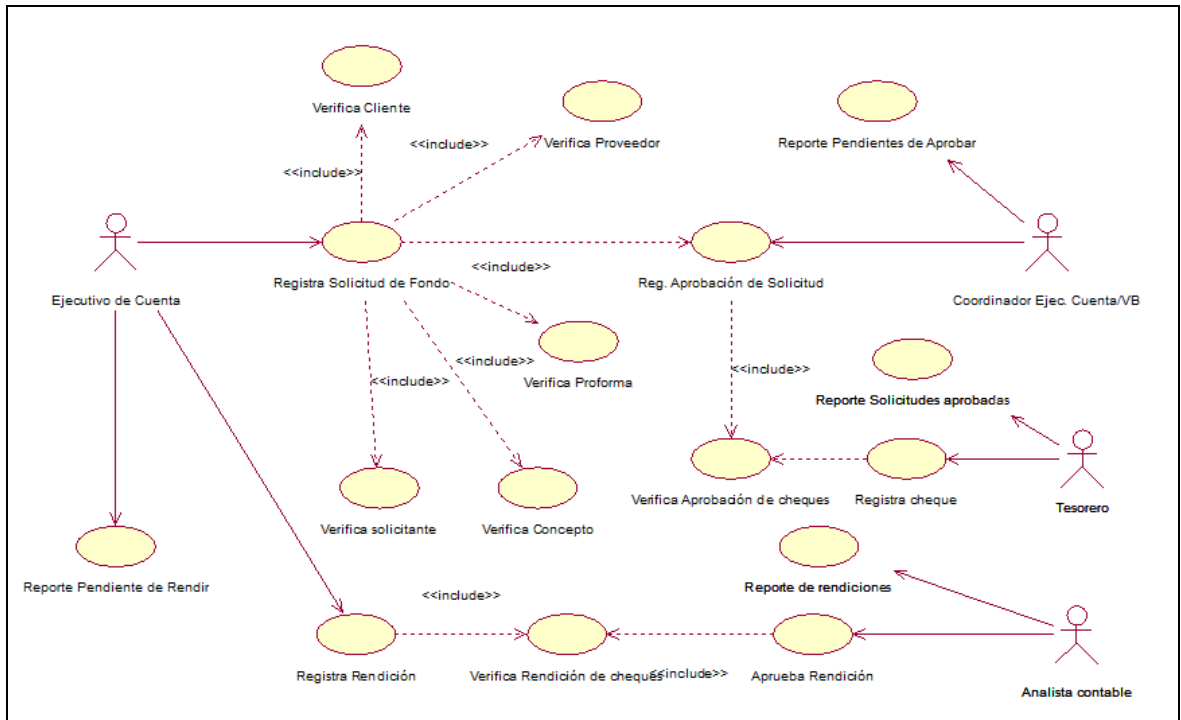 Verifica Cliente
<<include>>
Verifica Proveedor
Reporte Pendientes de Aprobar
<<include>>
Ejecutivo de Cuenta
Registra Solicitud de Fondo
<<include>>
Reg. Aprobación de Solicitud
Coordinador Ejec. Cuenta/VB
<<include>>
Verifica Proforma
<<include>>
<<include>>
Reporte Solicitudes aprobadas
Verifica solicitante
Verifica Concepto
Verifica Aprobación de cheques
Registra cheque
Tesorero
Reporte Pendiente de Rendir
Reporte de rendiciones
<<include>>
Registra Rendición
Verifica Rendición de cheques
<<include>>
Aprueba Rendición
Analista contable